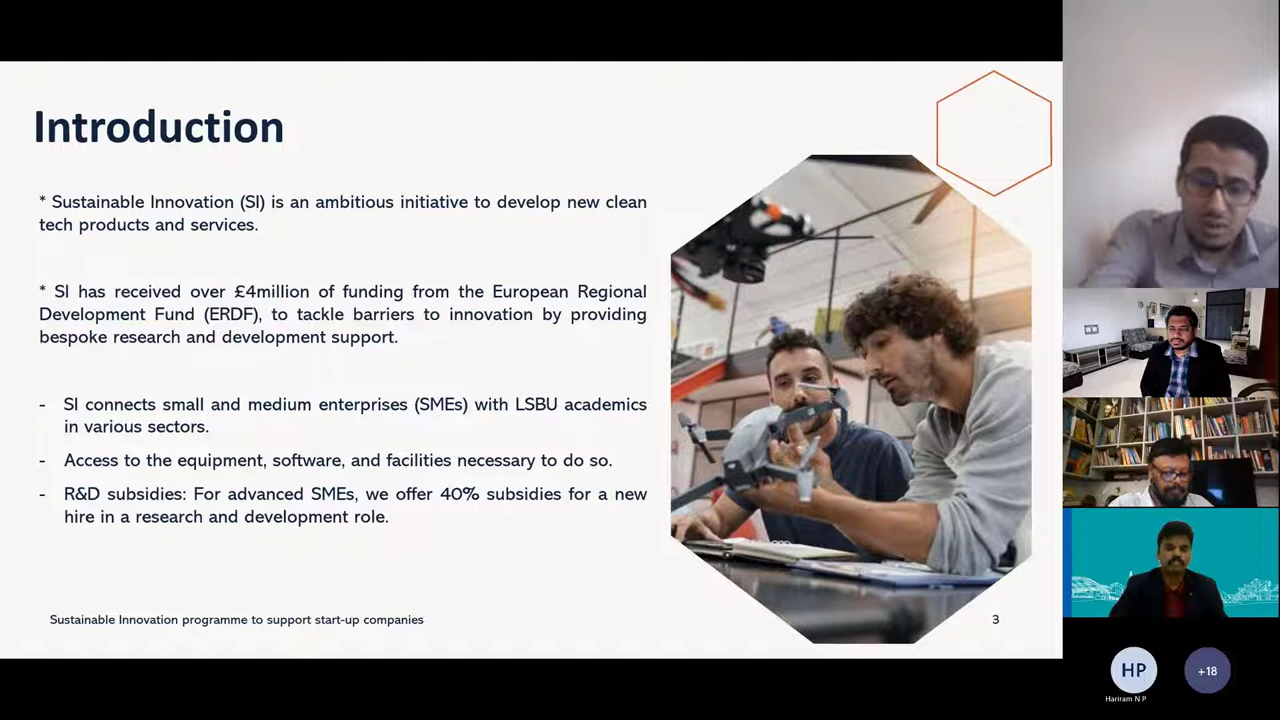 Introduction
* Sustainable Innovation (SI) is an ambitious initiative to develop new clean
tech products and services.
* SI has received over £4million of funding from the European Regional
Development Fund (ERDF), to tackle barriers to innovation by providing
bespoke research and development support.
- SI connects small and medium enterprises (SMEs) with LSBU academics
in various sectors.
- Access to the equipment, software, and facilities necessary to do so.
- R&D subsidies: For advanced SMEs, we offer 40% subsidies for a new
hire in a research and development role.
Sustainable Innovation programme to support start-up companies
3
HP
+18
Hariram N P